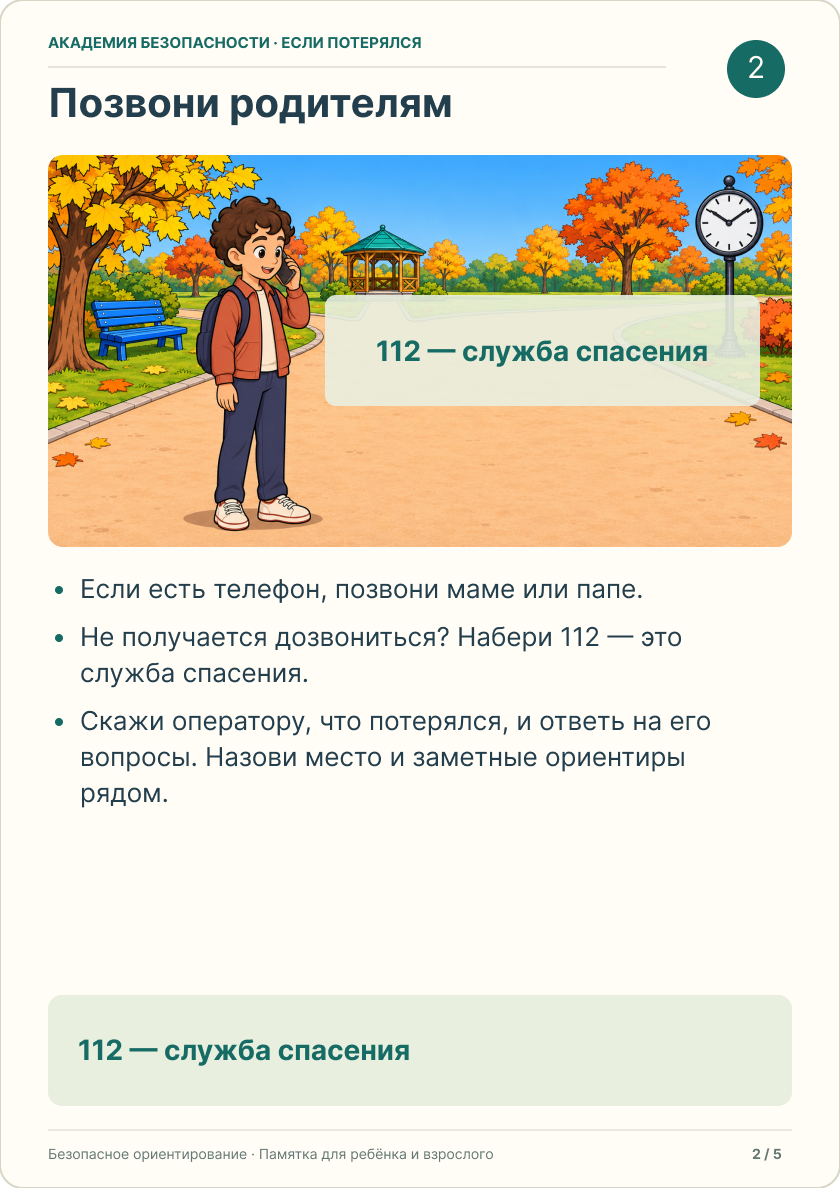 АКАДЕМИЯ БЕЗОПАСНОСТИ · ЕСЛИ ПОТЕРЯЛСЯ
2
Позвони родителям
112 — служба спасения
• Если есть телефон, позвони маме или папе.
• Не получается дозвониться? Набери 112 — это
служба спасения.
• Скажи оператору, что потерялся, и ответь на его
вопросы. Назови место и заметные ориентиры
рядом.
112 — служба спасения
Безопасное ориентирование · Памятка для ребёнка и взрослого
2 / 5